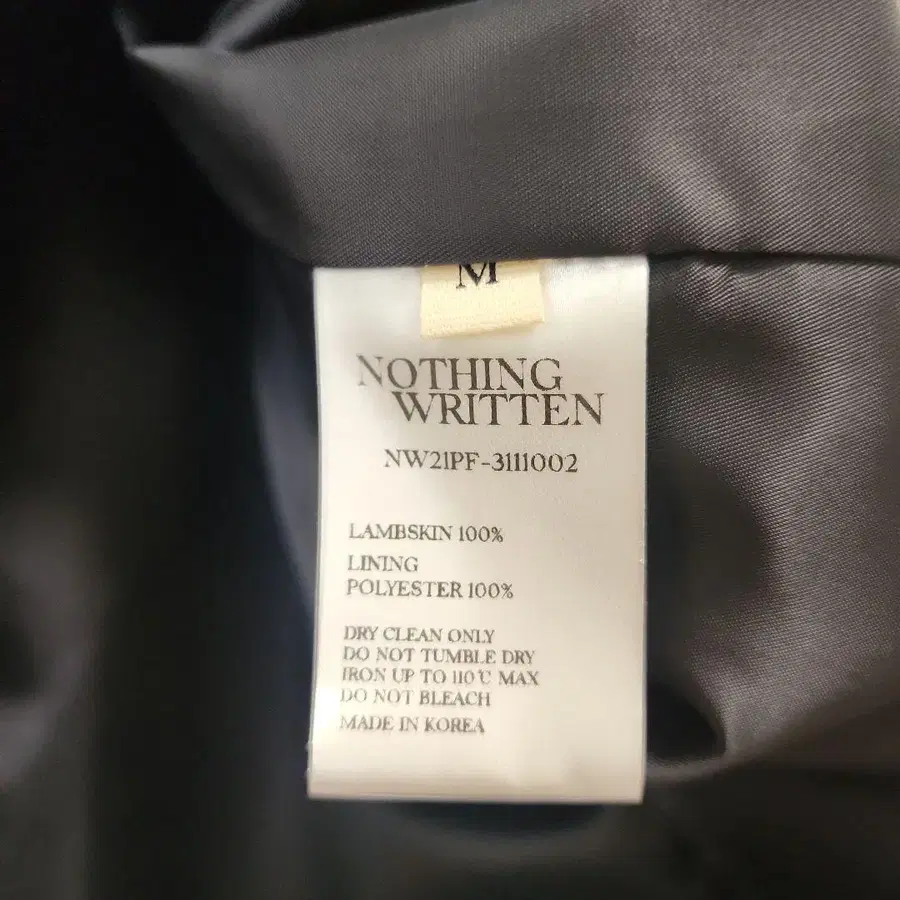 M
NOTHING
WRITTEN
NW21PF-3111002
LAMBSKIN 100%
LINING
POLYESTER 100%
DRY CLEAN ONLY
DO NOT TUMBLE DRY
IRON UP TO 110℃ MAX
DO NOT BLEACH
MADE IN KOREA